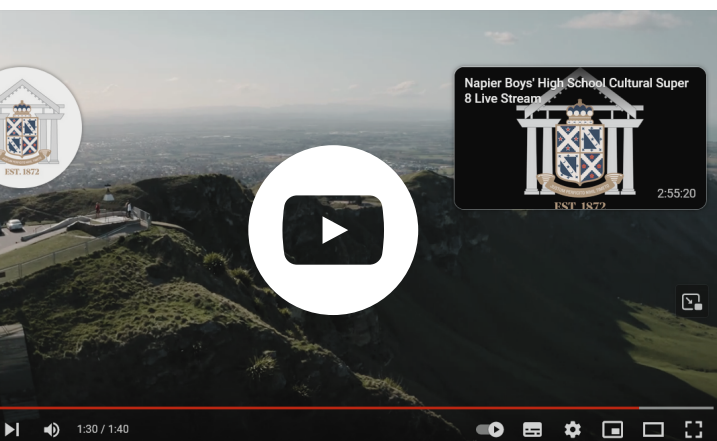 Napier Boys' High School Cultural Super
8 Live Stream
EST. 1872
2:55:20
EST. 1872
1:30 / 1:40